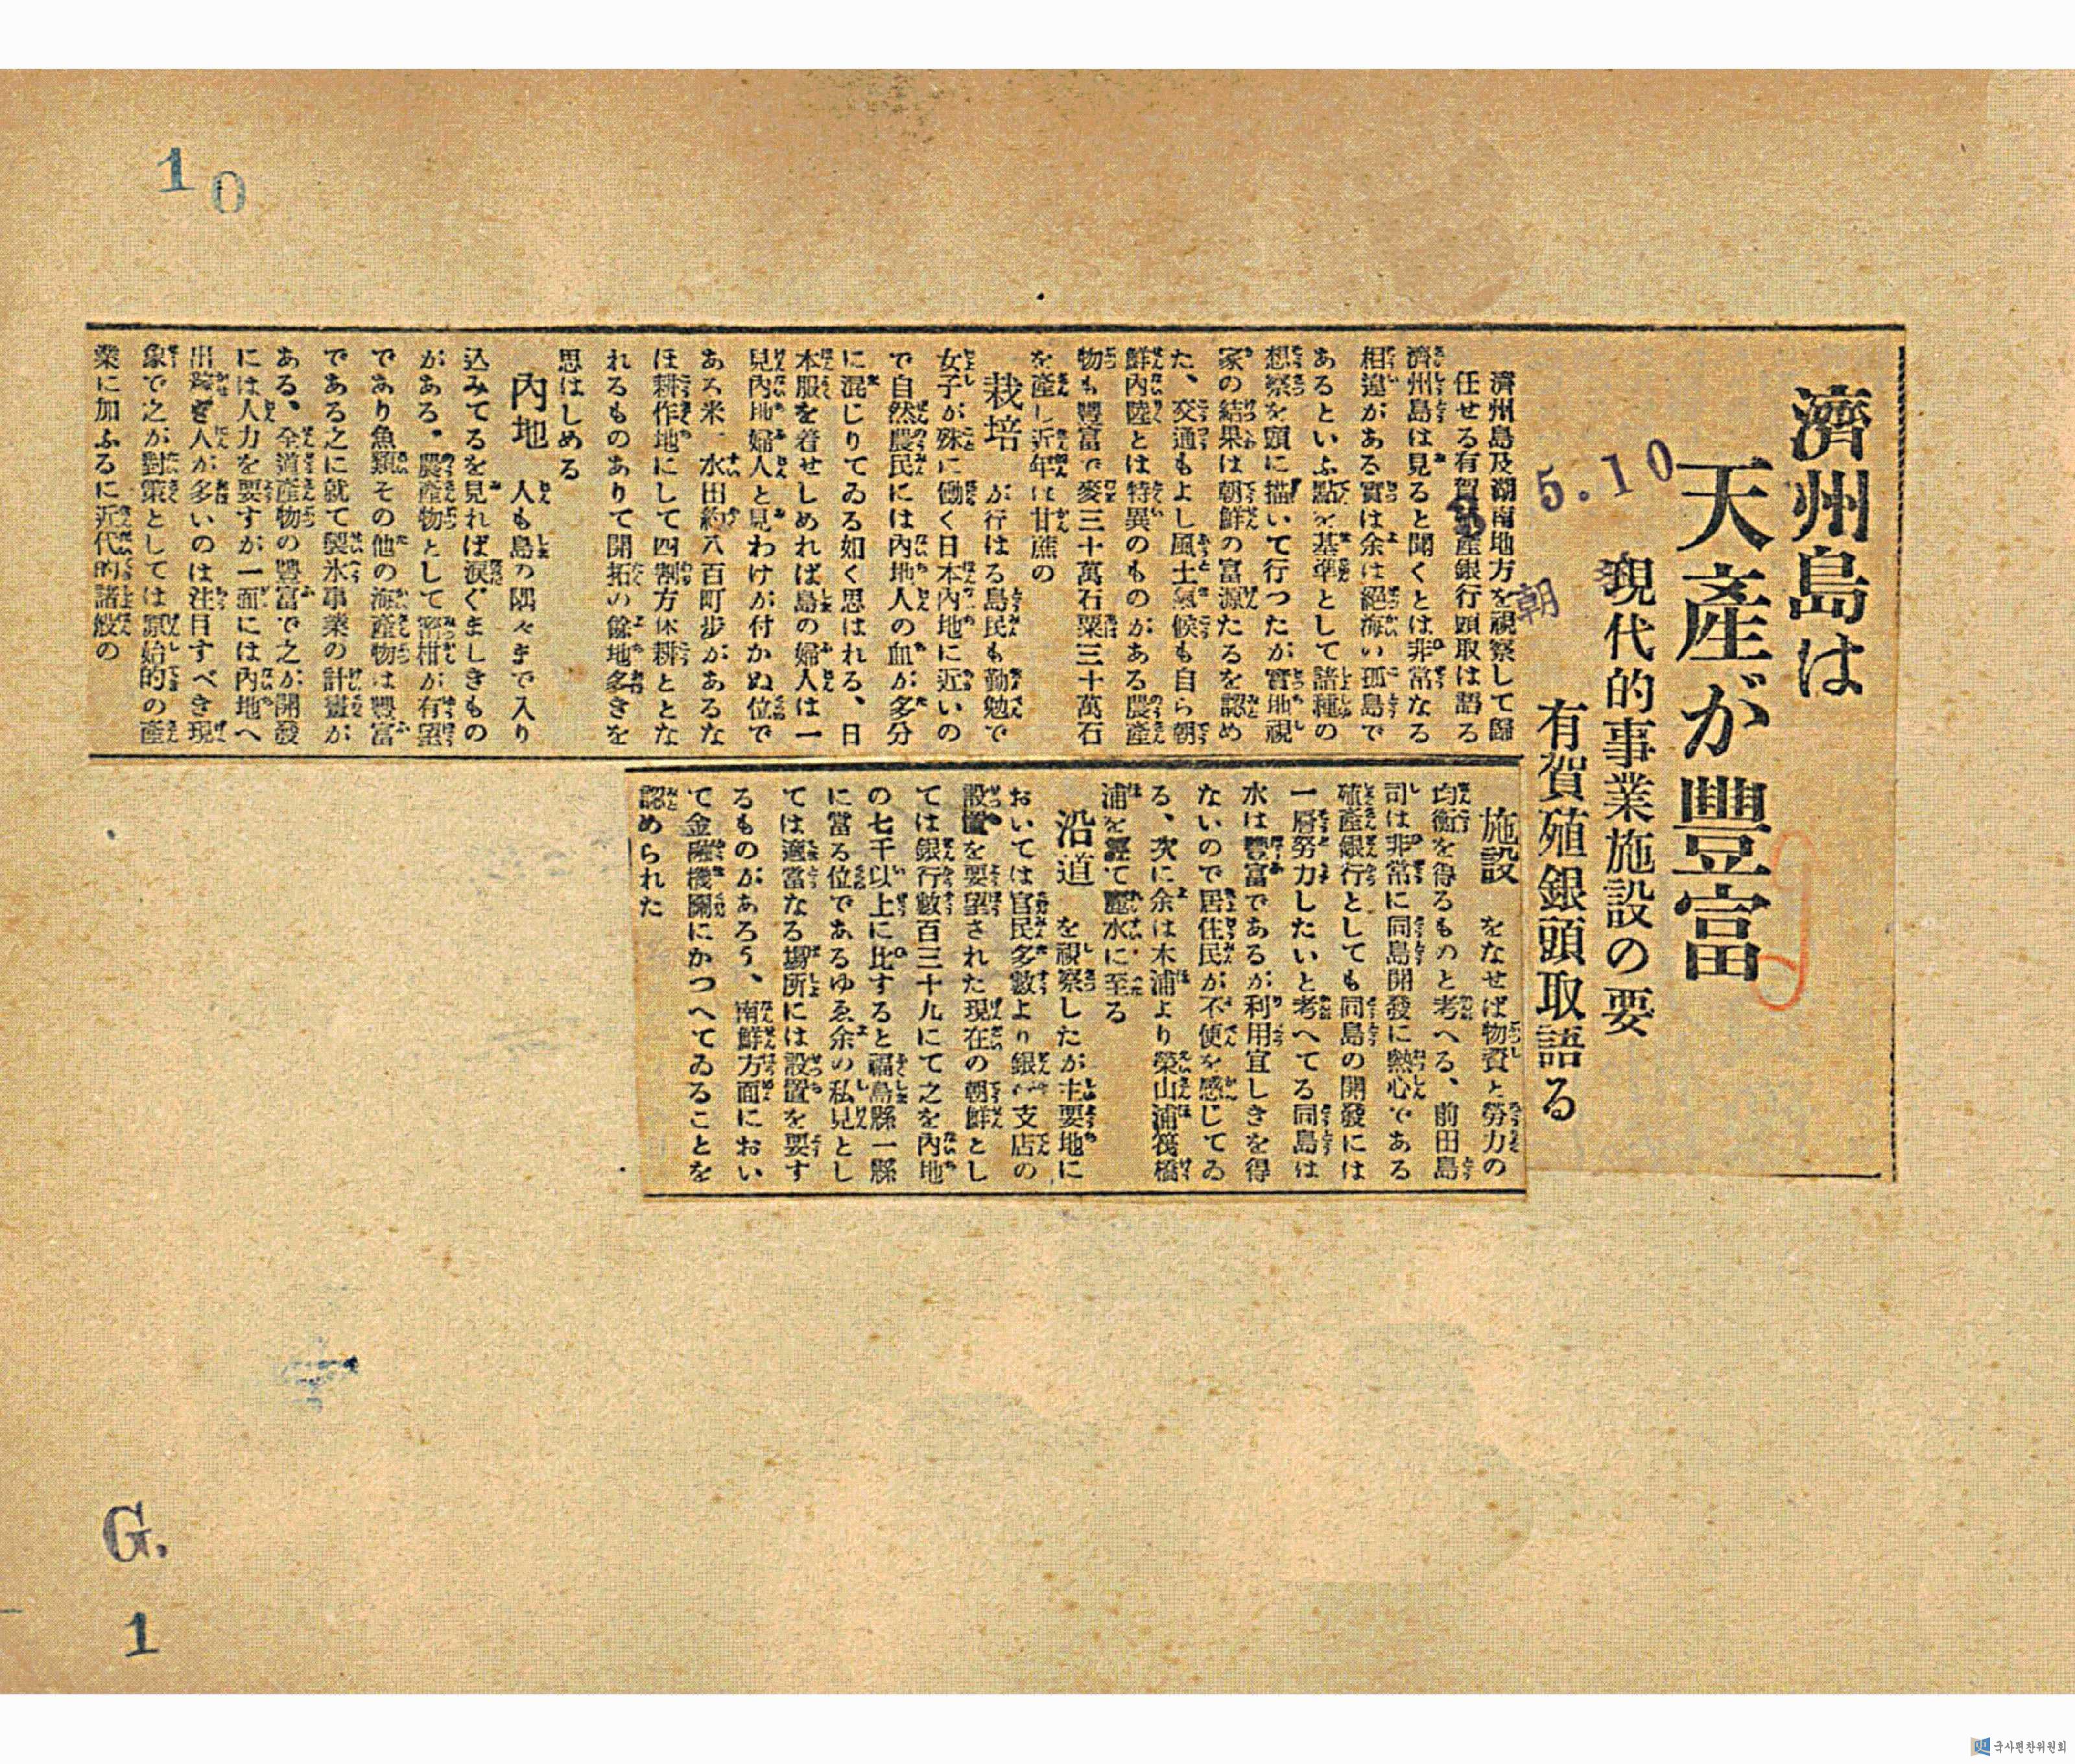 濟州島は
天產が豐富
現代的事業施設の要
有賀殖銀頭取語る
5.10
朝
濟州島及湖南地方を視察して歸
任せる有賀殖產銀行頭取は語る
濟州島は見ると聞くとは非常なる
相違がある實は余は絕海の孤島で
あるといふ點を基準として諸種の
想察を頭に描いて行つたが實地視
家の結果は朝鮮の富源たるを認め
た、交通もよし風土氣候も自ら朝
鮮內陸とは特異のものがある農產
物も豐富で麥三十萬石粟三十萬石
を產し近年は甘蔗の
栽培 が行はる島民も勤勉で
女子が殊に働く日本內地に近いの
で自然農民には內地人の血が多分
に混じりてゐる如く思はれる、日
本服を着せしめれば島の婦人は一
見內地婦人と見わけが付かぬ位で
ある米、水田約八百町步があるな
ほ耕作地にして四割方休耕ととな
れるものありて開拓の餘地多きを
思はしめる
內地 人も島の隅々まで入り
込みてるを見れば淚ぐましきもの
がある。農產物として密柑が有望
であり魚類その他の海產物は豐富
である之に就て製氷事業の計畫が
ある、全道產物の豐富で之が開發
には人力を要すが一面には內地へ
出稼ぎ人が多いのは注目すべき現
象で之が對策としては原始的の產
業に加ふるに近代的諸般の
施設 をなせば物資と勞力の
均衡を得るものと考へる、前田島
司は非常に同島開發に熱心である
殖產銀行としても同島の開發には
一層努力したいと考へてる同島は
水は豐富であるが利用宜しきを得
ないので居住民が不便を感じてゐ
る、次に余は木浦より榮山浦筏橋
浦を經て麗水に至る
沿道 を視察したが主要地に
おいては官民多數より銀行支店の
設置を要望された現在の朝鮮とし
ては銀行數百三十九にて之を內地
の七千以上に比すると福島縣一縣
に當る位であるゆゑ余の私見とし
ては適當なる場所には設置を要す
るものがあろう、南鮮方面におい
て金融機關にかつへてゐることを
認められた
10
G.
1
국사편찬위원회